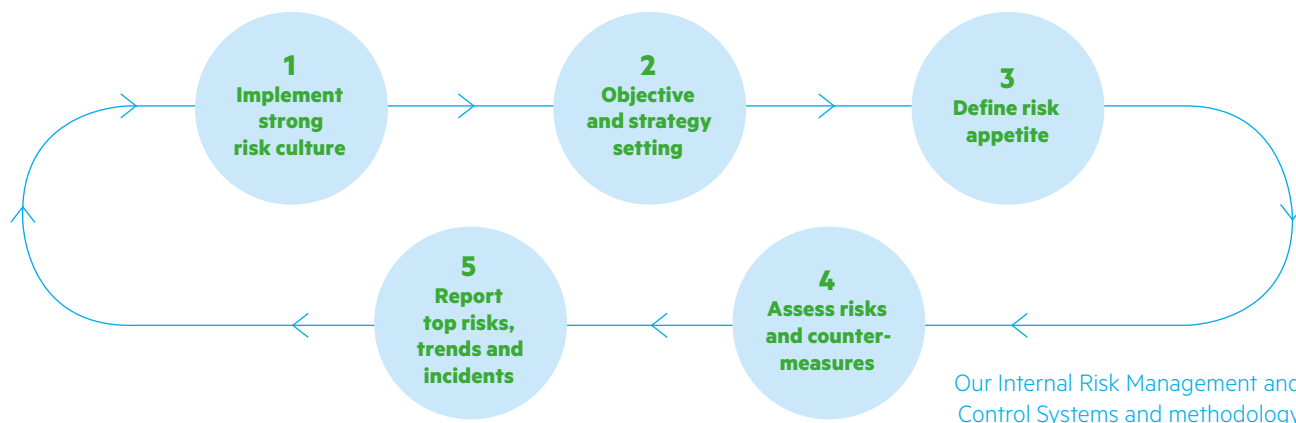 1
Implement
strong
risk culture
2
Objective
and strategy
setting
3
Define risk
appetite
5
Report
top risks,
trends and
incidents
4
Assess risks
and counter-
measures
Our Internal Risk Management and
Control Systems and methodology